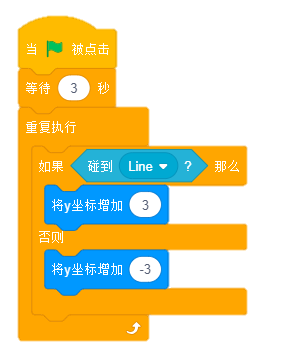 当 被点击
等待 3 秒
重复执行
如果 碰到 Line ? 那么
将y坐标增加 3
否则
将y坐标增加 -3